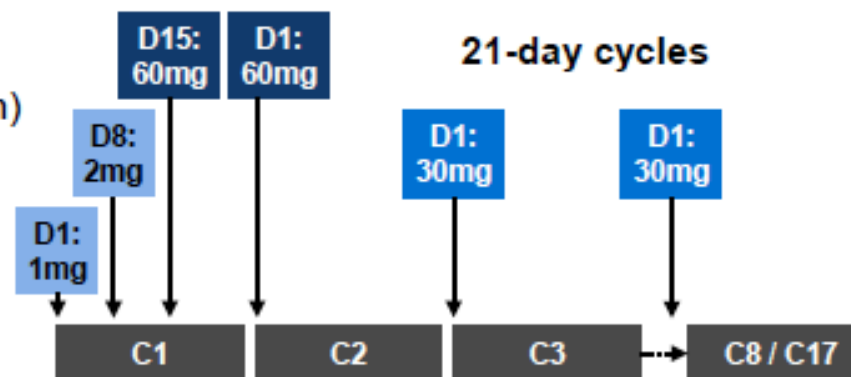 21-day cycles
D15:
60mg
D1:
60mg
n)
D8:
2mg
D1:
30mg
D1:
30mg
D1:
1mg
C1
C2
C3
C8 / C17